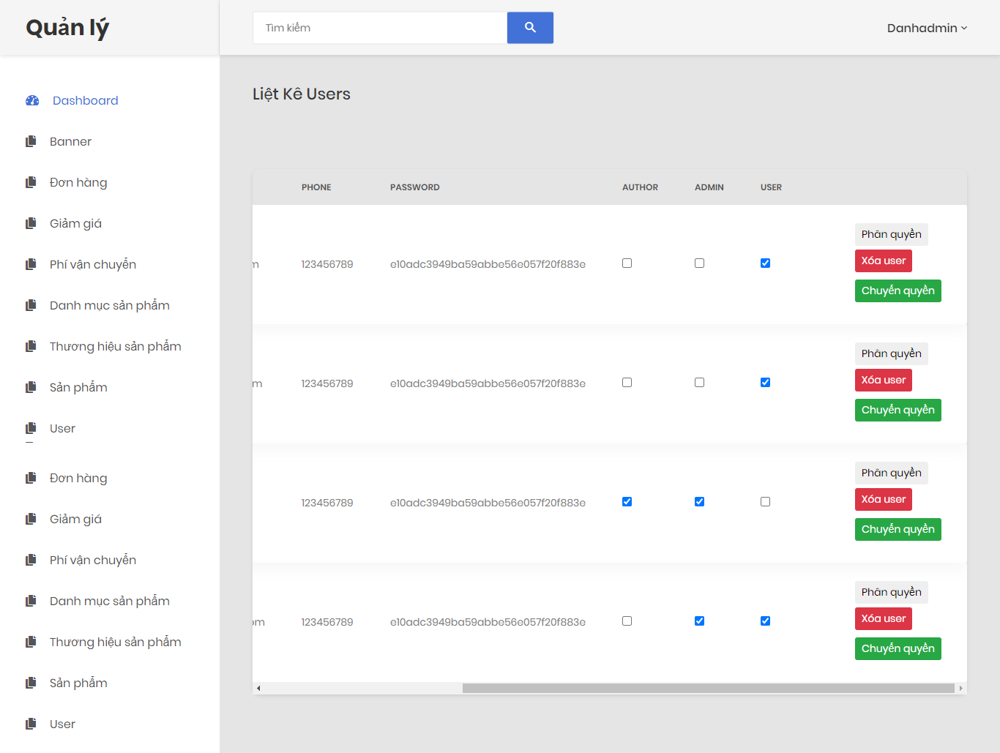 Quản lý
Tìm kiếm
Danhadmin
Dashboard
Banner
Đơn hàng
Giảm giá
Phí vận chuyển
Danh mục sản phẩm
Thương hiệu sản phẩm
Sản phẩm
User
Đơn hàng
Giảm giá
Phí vận chuyển
Danh mục sản phẩm
Thương hiệu sản phẩm
Sản phẩm
User
Liệt Kê Users
PHONE PASSWORD AUTHOR ADMIN USER
m 123456789 e10adc3949ba59abbe56e057f20f883e
Phân quyền
Xóa user
Chuyển quyền
m 123456789 e10adc3949ba59abbe56e057f20f883e
Phân quyền
Xóa user
Chuyển quyền
123456789 e10adc3949ba59abbe56e057f20f883e
Phân quyền
Xóa user
Chuyển quyền
om 123456789 e10adc3949ba59abbe56e057f20f883e
Phân quyền
Xóa user
Chuyển quyền